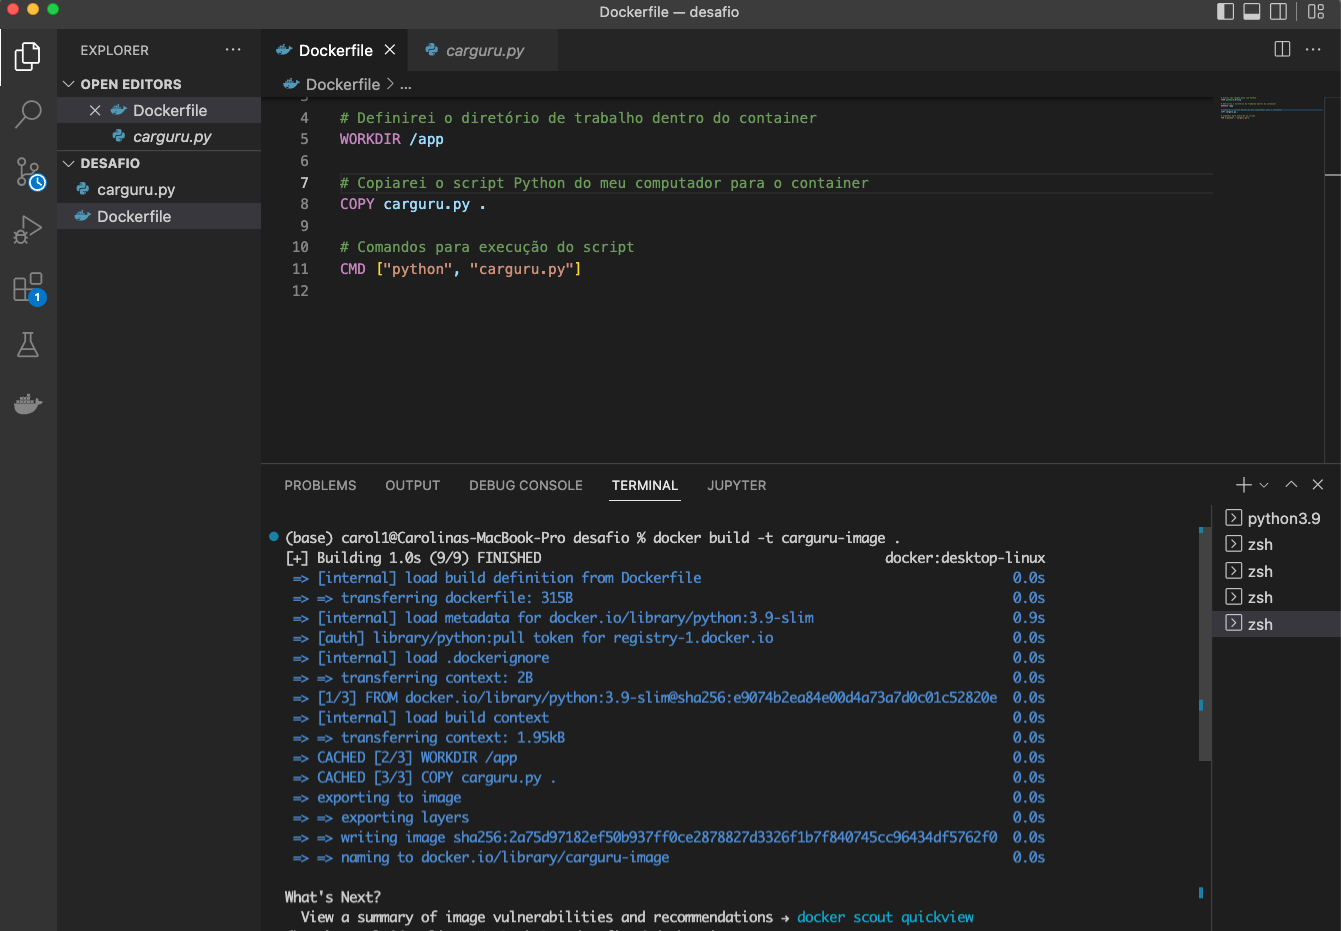 Dockerfile — desafio
EXPLORER
OPEN EDITORS
Dockerfile
carguru.py
DESAFIO
carguru.py
Dockerfile
1
Dockerfile
carguru.py
Dockerfile > ...
4 # Definirei o diretório de trabalho dentro do container
5 WORKDIR /app
6
7 # Copiarei o script Python do meu computador para o container
8 COPY carguru.py .
9
10 # Comandos para execução do script
11 CMD ["python", "carguru.py"]
12
PROBLEMS OUTPUT DEBUG CONSOLE TERMINAL JUPYTER
(base) carol1@Carolinas-MacBook-Pro desafio % docker build -t carguru-image .
[+] Building 1.0s (9/9) FINISHED docker:desktop-linux
=> [internal] load build definition from Dockerfile 0.0s
=> => transferring dockerfile: 315B 0.0s
=> [internal] load metadata for docker.io/library/python:3.9-slim 0.9s
=> [auth] library/python:pull token for registry-1.docker.io 0.0s
=> [internal] load .dockerignore 0.0s
=> => transferring context: 2B 0.0s
=> [1/3] FROM docker.io/library/python:3.9-slim@sha256:e9074b2ea84e00d4a73a7d0c01c52820e 0.0s
=> [internal] load build context 0.0s
=> => transferring context: 1.95kB 0.0s
=> CACHED [2/3] WORKDIR /app 0.0s
=> CACHED [3/3] COPY carguru.py . 0.0s
=> exporting to image 0.0s
=> => exporting layers 0.0s
=> => writing image sha256:2a75d97182ef50b937ff0ce2878827d3326f1b7f840745cc96434df5762f0 0.0s
=> => naming to docker.io/library/carguru-image 0.0s
What's Next?
View a summary of image vulnerabilities and recommendations → docker scout quickview
python3.9
zsh
zsh
zsh
zsh